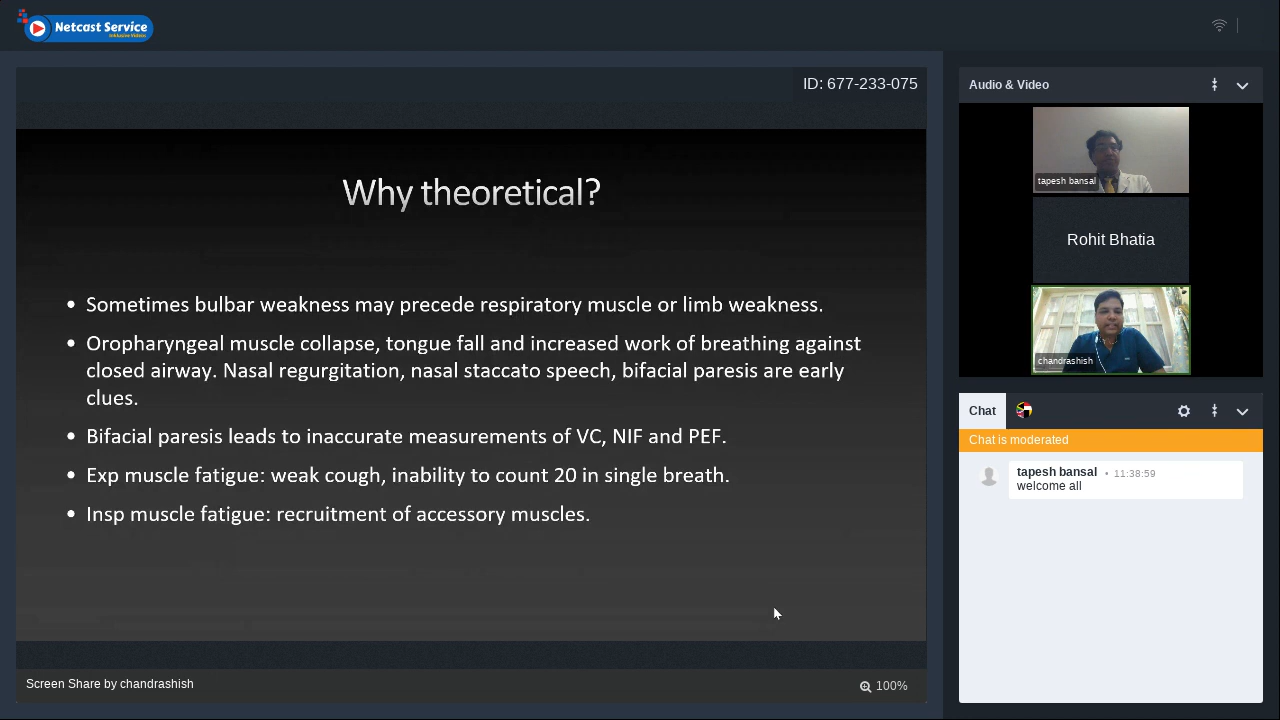 Netcast Service
Inklusive Videos
ID: 677-233-075
Why theoretical?
• Sometimes bulbar weakness may precede respiratory muscle or limb weakness.
• Oropharyngeal muscle collapse, tongue fall and increased work of breathing against
closed airway. Nasal regurgitation, nasal staccato speech, bifacial paresis are early
clues.
• Bifacial paresis leads to inaccurate measurements of VC, NIF and PEF.
• Exp muscle fatigue: weak cough, inability to count 20 in single breath.
• Insp muscle fatigue: recruitment of accessory muscles.
Screen Share by chandrashish
100%
Audio & Video
tapesh bansal
Rohit Bhatia
chandrashish
Chat
Chat is moderated
tapesh bansal • 11:38:59
welcome all